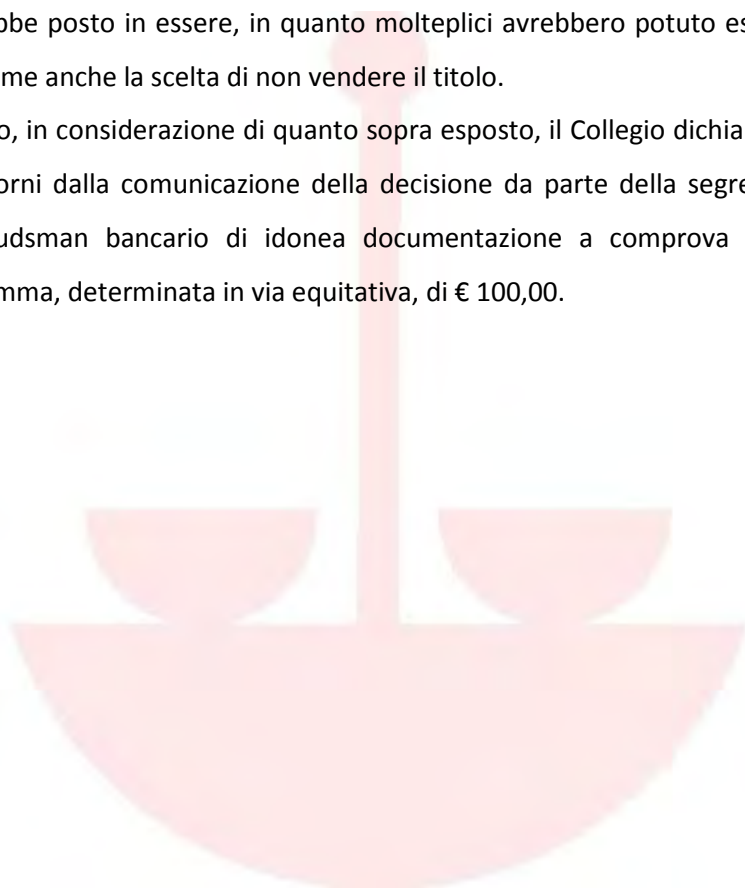 bbe posto in essere, in quanto molteplici avrebbero potuto es
me anche la scelta di non vendere il titolo.
o, in considerazione di quanto sopra esposto, il Collegio dichia
orni dalla comunicazione della decisione da parte della segre
udsman bancario di idonea documentazione a comprova
mma, determinata in via equitativa, di € 100,00.